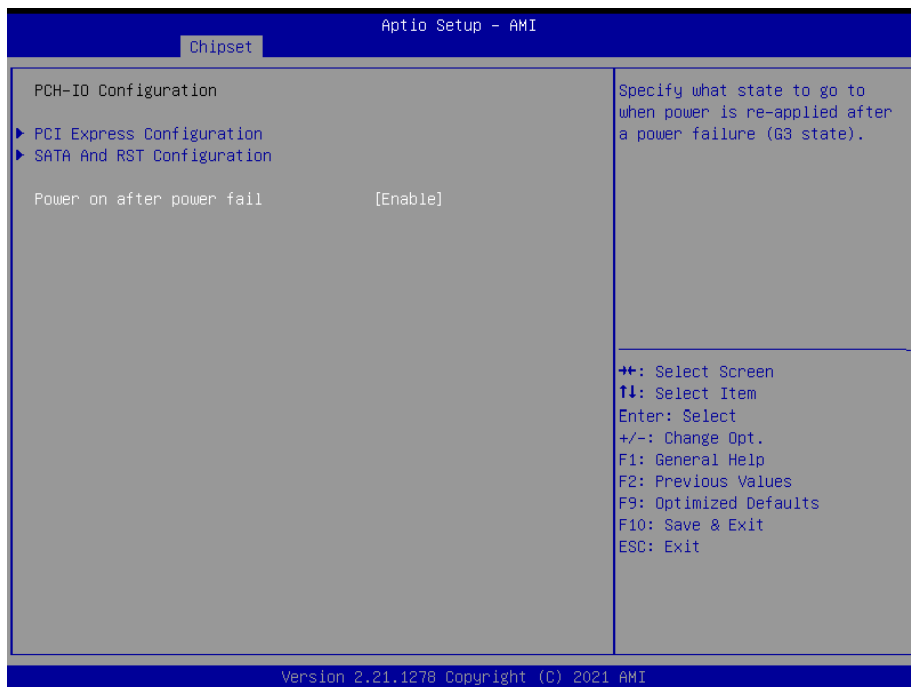 Aptio Setup – AMI
Chipset
PCH-IO Configuration
PCI Express Configuration
SATA And RST Configuration
Power on after power fail [Enable]
Specify what state to go to
when power is re-applied after
a power failure (G3 state).
→←: Select Screen
↑↓: Select Item
Enter: Select
+/-: Change Opt.
F1: General Help
F2: Previous Values
F9: Optimized Defaults
F10: Save & Exit
ESC: Exit
Version 2.21.1278 Copyright (C) 2021 AMI